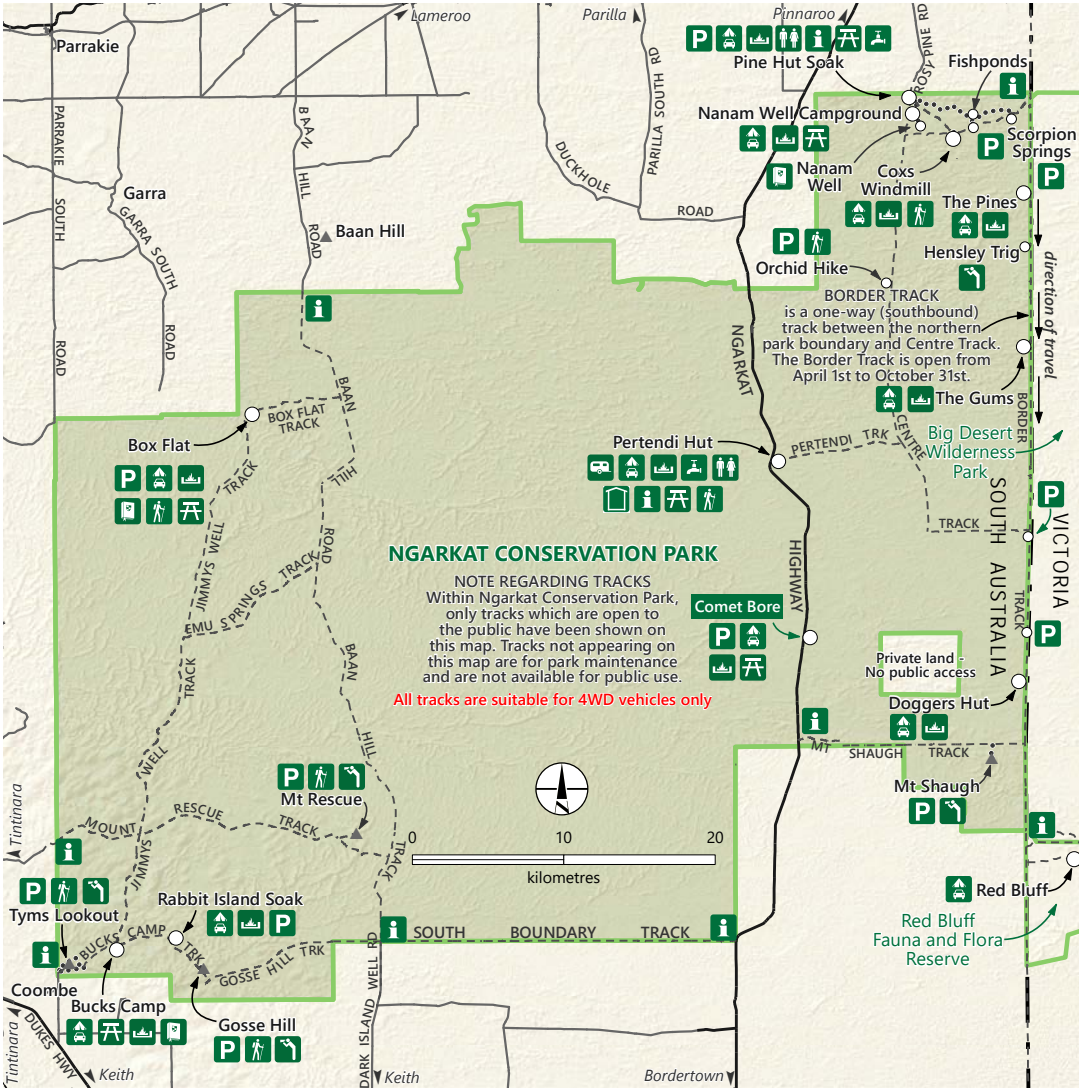 Lameroo
Parilla
Pinnaroo
Parrakie
P
i
Pine Hut Soak
ROSY PINE RD
Fishponds
i
BAAN
HILL
ROAD
PARRAKIE
SOUTH
ROAD
PARILLA SOUTH RD
DUCKHOLE
ROAD
Nanam Well Campground
P
Scorpion
Springs
P
Nanam
Well
Coxs
Windmill
Garra
GARRA SOUTH
ROAD
Baan Hill
The Pines
P
Hensley Trig
Orchid Hike
direction of travel
i
BORDER TRACK
is a one-way (southbound)
track between the northern
park boundary and Centre Track.
The Border Track is open from
April 1st to October 31st.
NGARKAT
HIGHWAY
The Gums
BORDER
TRACK
BAAN
HILL
ROAD
BOX FLAT
TRACK
Box Flat
P
Pertendi Hut
i
PERTENDI TRK
CENTRE
TRACK
Big Desert
Wilderness
Park
P
SOUTH AUSTRALIA
VICTORIA
TRACK
JIMMYS WELL
TRACK
EMU SPRINGS TRACK
NGARKAT CONSERVATION PARK
NOTE REGARDING TRACKS
Within Ngarkat Conservation Park,
only tracks which are open to
the public have been shown on
this map. Tracks not appearing on
this map are for park maintenance
and are not available for public use.
All tracks are suitable for 4WD vehicles only
Comet Bore
P
P
Private land -
No public access
Doggers Hut
BAAN
HILL
TRACK
i
MT
SHAUGH
TRACK
Mt Shaugh
P
i
WELL
JIMMYS
P
Mt Rescue
MOUNT
RESCUE
TRACK
N
0
10
20
kilometres
Tintinara
i
P
Tyms Lookout
Rabbit Island Soak
P
Red Bluff
Red Bluff
Fauna and Flora
Reserve
i
BUCKS CAMP
TRK
GOSSE HILL TRK
i
SOUTH
BOUNDARY
TRACK
i
Coombe
Bucks Camp
Gosse Hill
P
DARK ISLAND WELL RD
Tintinara
DUKES HWY
Keith
Keith
Bordertown